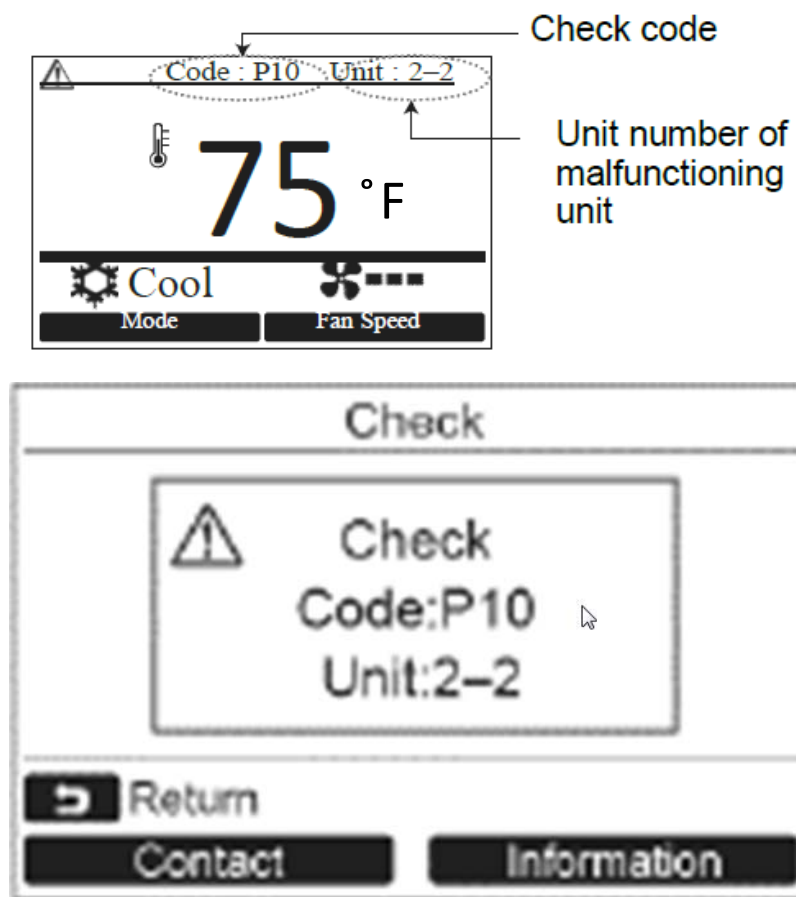 Check code
Code : P10 Unit : 2–2
Unit number of
malfunctioning
unit
75 °F
Cool
Mode Fan Speed
Check
Check
Code:P10
Unit:2–2
Return
Contact Information